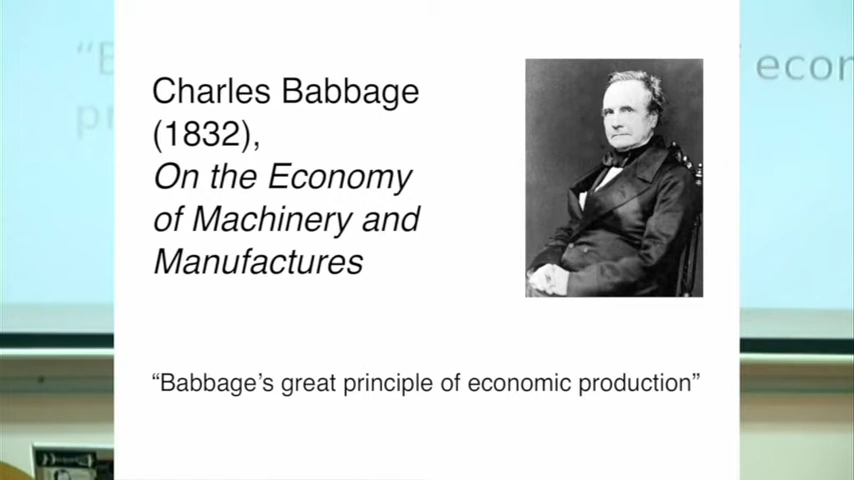 Charles Babbage
(1832),
On the Economy
of Machinery and
Manufactures
“Babbage’s great principle of economic production”